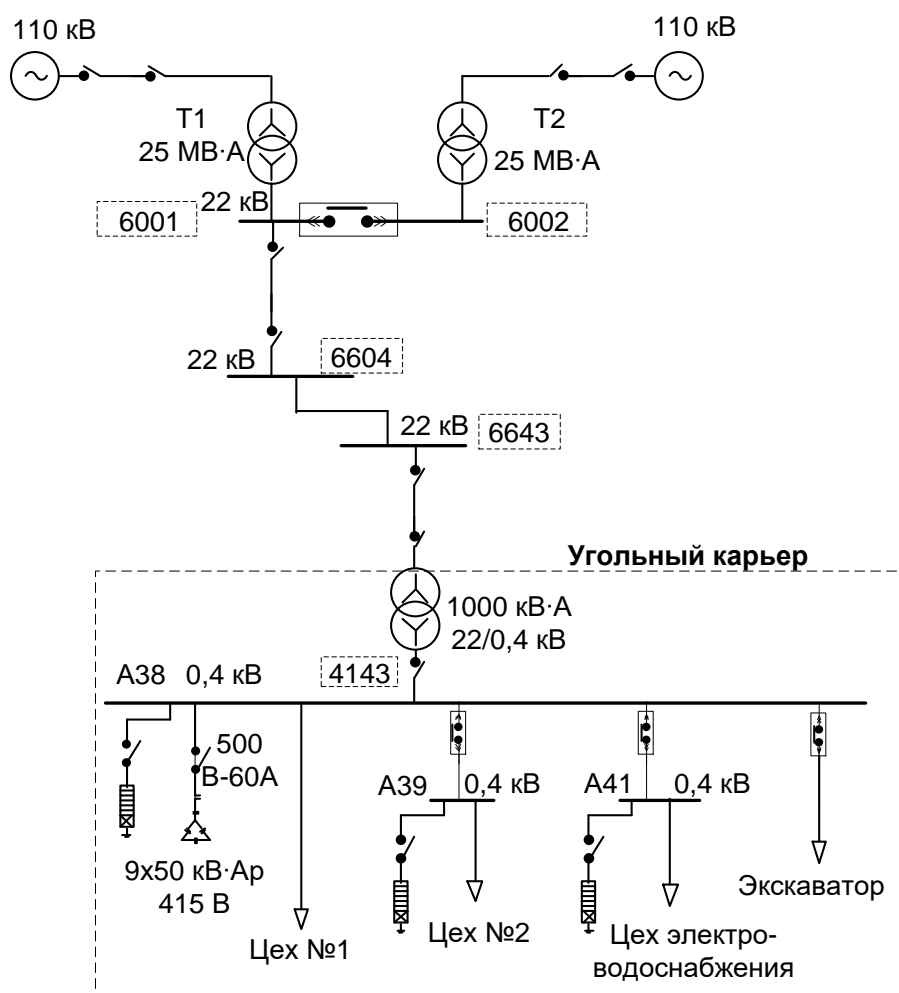 110 кВ
110 кВ
Т1
25 МВ·А
Т2
25 МВ·А
22 кВ
6001
6002
22 кВ
6604
22 кВ
6643
Угольный карьер
1000 кВ·А
22/0,4 кВ
4143
А38
0,4 кВ
500
В-60А
А39
0,4 кВ
А41
0,4 кВ
9x50 кВ·Ар
415 В
Цех №1
Цех №2
Цех электро-
водоснабжения
Экскаватор